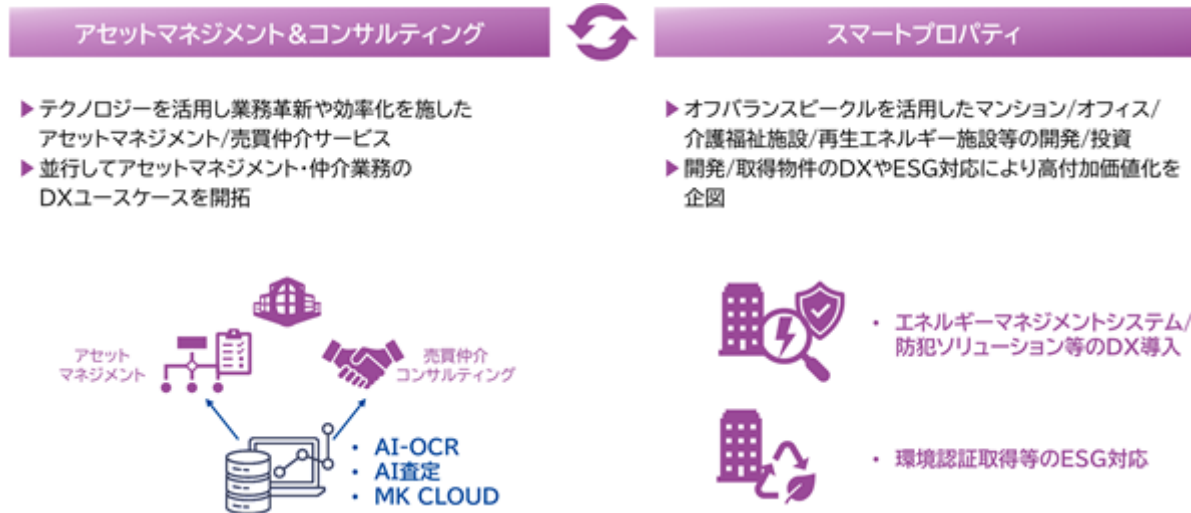 アセットマネジメント&コンサルティング
▶テクノロジーを活用し業務革新や効率化を施した
アセットマネジメント/売買仲介サービス
▶並行してアセットマネジメント・仲介業務の
DXユースケースを開拓
アセット
マネジメント
売買仲介
コンサルティング
・AI-OCR
・AI査定
・MK CLOUD
スマートプロパティ
▶オフバランスビークルを活用したマンション/オフィス/
介護福祉施設/再生エネルギー施設等の開発/投資
▶開発/取得物件のDXやESG対応により高付加価値化を
企図
・エネルギーマネジメントシステム/
防犯ソリューション等のDX導入
・環境認証取得等のESG対応